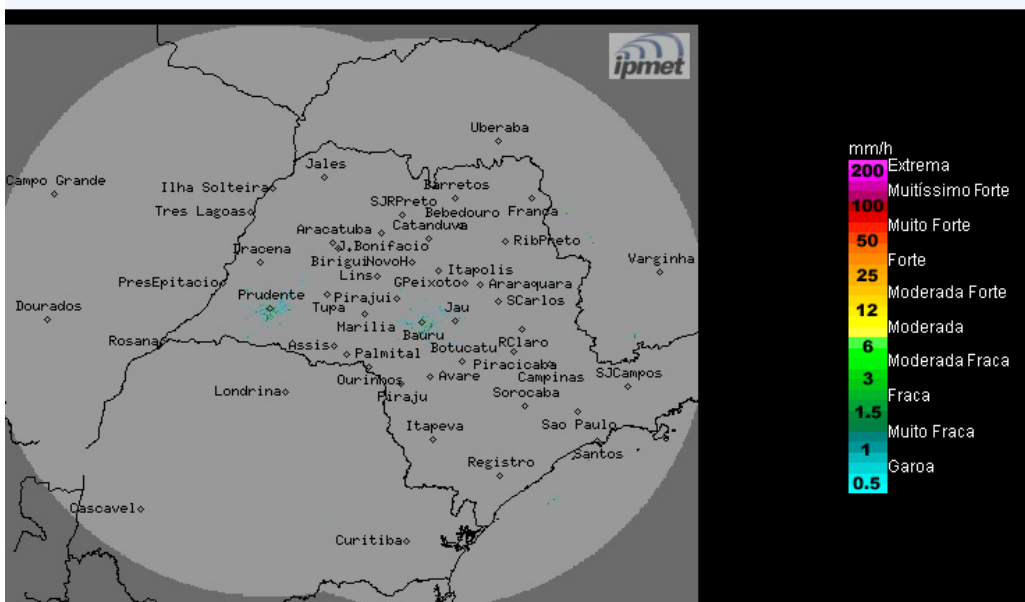 ipmet
Uberaba
Jales
Campo Grande
Ilha Solteira
Barretos
SJRPreto
Tres Lagoas
Bebedouro
Franca
Catanduva
Aracatuba
RibPreto
J.Bonifacio
Dracena
Birigui
NovoH
Varginha
Lins
Itapolis
PresEpitacio
GPeixoto
Araraquara
Prudente
Dourados
Tupa
Pirajui
SCarlos
Jau
Marilia
Bauru
Rosana
Assis
RClaro
Botucatu
Palmital
Piracicaba
Ourinhos
Avare
Campinas
SJCampos
Londrina
Piraju
Sorocaba
Itapeva
Sao Paulo
Santos
Registro
Cascavel
Curitiba
mm/h
200 Extrema
Muitíssimo Forte
100
Muito Forte
50
Forte
25
Moderada Forte
12
Moderada
6
Moderada Fraca
3
Fraca
1.5
Muito Fraca
1
Garoa
0.5